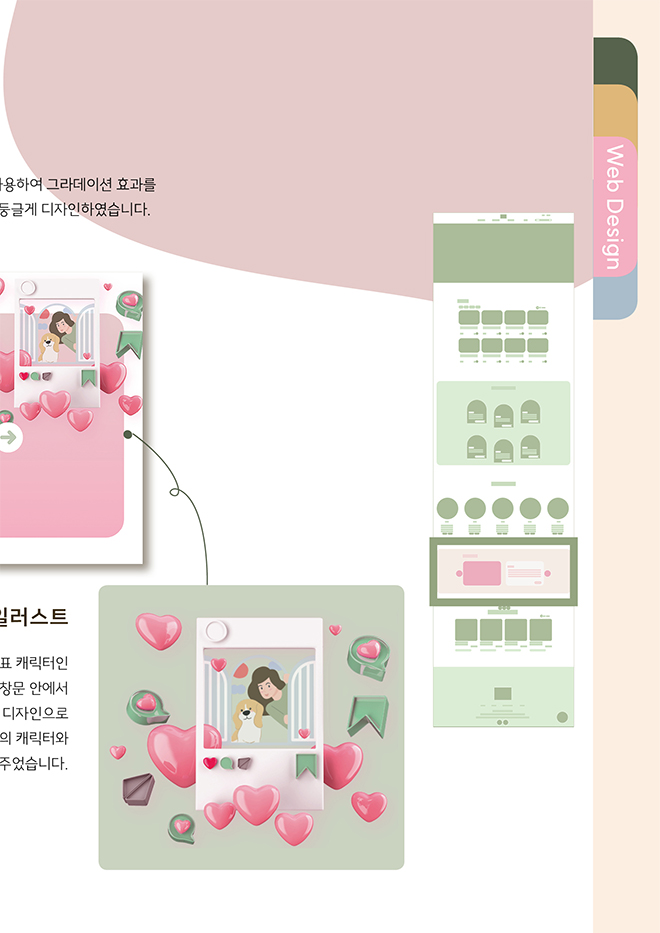 사용하여 그라데이션 효과를
둥글게 디자인하였습니다.
Web Design
일러스트
표 캐릭터인
창문 안에서
디자인으로
의 캐릭터와
주었습니다.